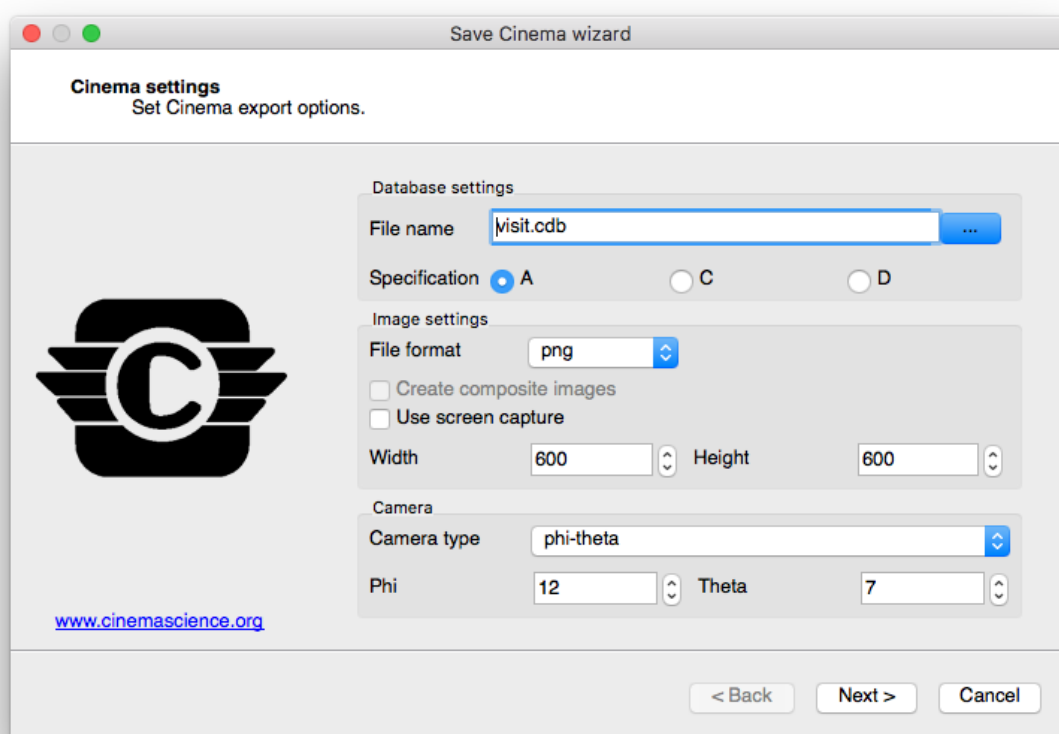 Save Cinema wizard
Cinema settings
Set Cinema export options.
Database settings
File name visit.cdb ...
Specification A C D
Image settings
File format png
Create composite images
Use screen capture
Width 600 Height 600
Camera
Camera type phi-theta
Phi 12 Theta 7
C
www.cinemascience.org
< Back Next > Cancel